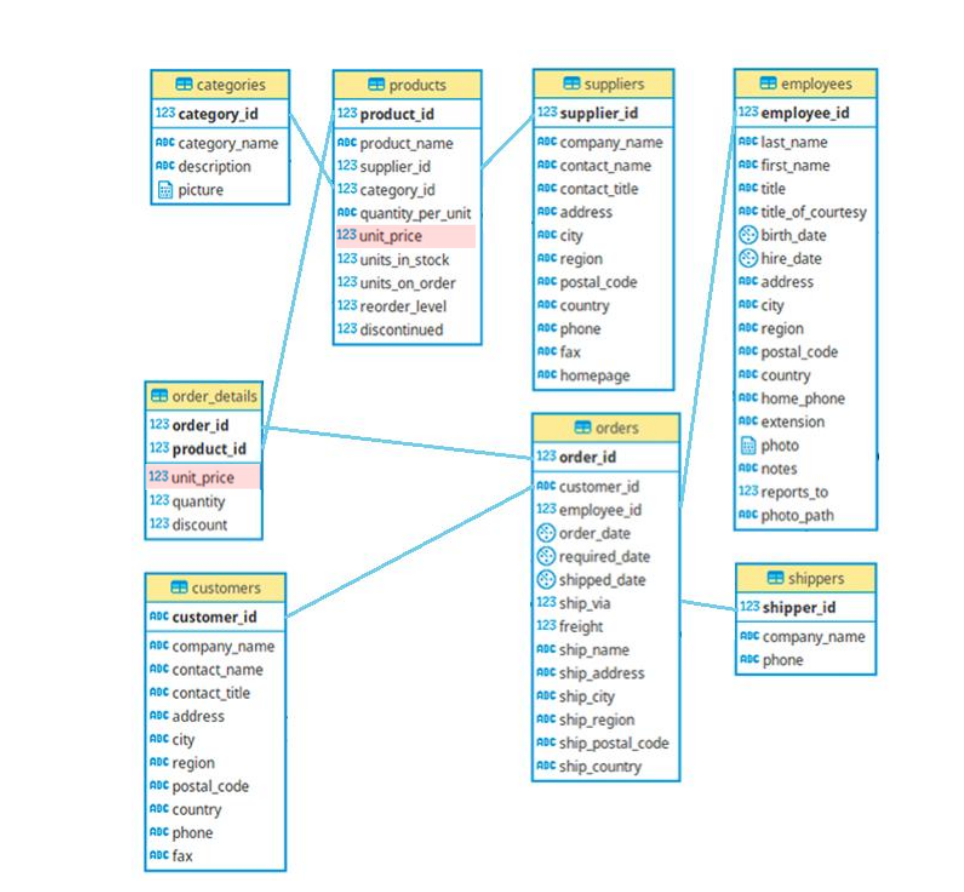 categories
123 category_id
ABC category_name
ABC description
picture
products
123 product_id
ABC product_name
123 supplier_id
123 category_id
ABC quantity_per_unit
123 unit_price
123 units_in_stock
123 units_on_order
123 reorder_level
123 discontinued
suppliers
123 supplier_id
ABC company_name
ABC contact_name
ABC contact_title
ABC address
ABC city
ABC region
ABC postal_code
ABC country
ABC phone
ABC fax
ABC homepage
employees
123 employee_id
ABC last_name
ABC first_name
ABC title
ABC title_of_courtesy
birth_date
hire_date
ABC address
ABC city
ABC region
ABC postal_code
ABC country
ABC home_phone
ABC extension
photo
ABC notes
123 reports_to
ABC photo_path
order_details
123 order_id
123 product_id
123 unit_price
123 quantity
123 discount
orders
123 order_id
ABC customer_id
123 employee_id
order_date
required_date
shipped_date
123 ship_via
123 freight
ABC ship_name
ABC ship_address
ABC ship_city
ABC ship_region
ABC ship_postal_code
ABC ship_country
customers
ABC customer_id
ABC company_name
ABC contact_name
ABC contact_title
ABC address
ABC city
ABC region
ABC postal_code
ABC country
ABC phone
ABC fax
shippers
123 shipper_id
ABC company_name
ABC phone